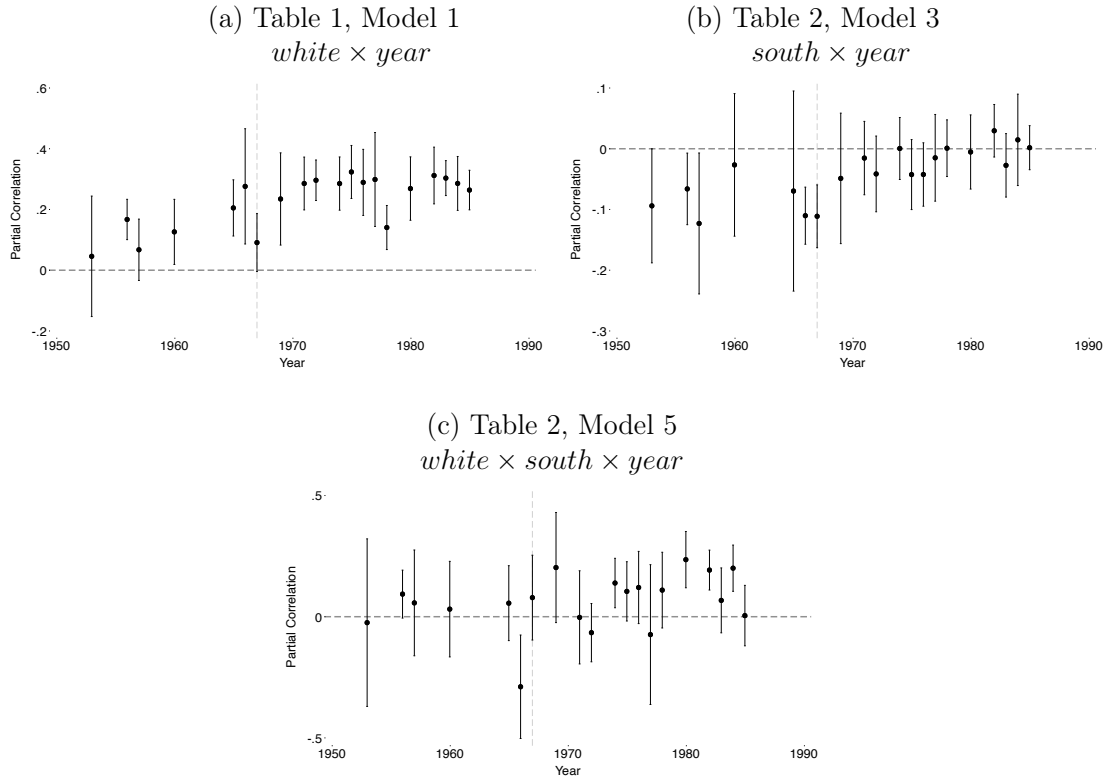 (a) Table 1, Model 1
white × year
.6
.4
.2
0
-.2
Partial Correlation
1950 1960 1970 1980 1990
Year
(b) Table 2, Model 3
south × year
.1
0
-.1
-.2
-.3
Partial Correlation
1950 1960 1970 1980 1990
Year
(c) Table 2, Model 5
white × south × year
.5
0
-.5
Partial Correlation
1950 1960 1970 1980 1990
Year